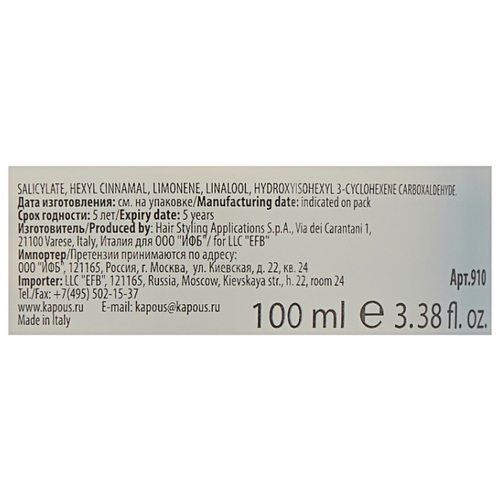 SALICYLATE, HEXYL CINNAMAL, LIMONENE, LINALOOL, HYDROXYISOHEXYL 3-CYCLOHEXENE CARBOXALDEHYDE.
Дата изготовления: см. на упаковке/Manufacturing date: indicated on pack
Срок годности: 5 лет/Expiry date: 5 years
Изготовитель/Produced by: Hair Styling Applications S.p.A., Via dei Carantani 1,
21100 Varese, Italy, Италия для ООО "ИФБ"/ for LLC "EFB"
Импортер/Претензии принимаются по адресу:
ООО "ИФБ", 121165, Россия, г. Москва, ул. Киевская, д. 22, кв. 24
Importer: LLC "EFB", 121165, Russia, Moscow, Kievskaya str., h. 22, room 24
Tel./Fax: +7(495) 502-15-37
www.kapous.ru E-mail: kapous@kapous.ru
Made in Italy
Арт.910
100 ml ℮ 3.38 fl. oz.